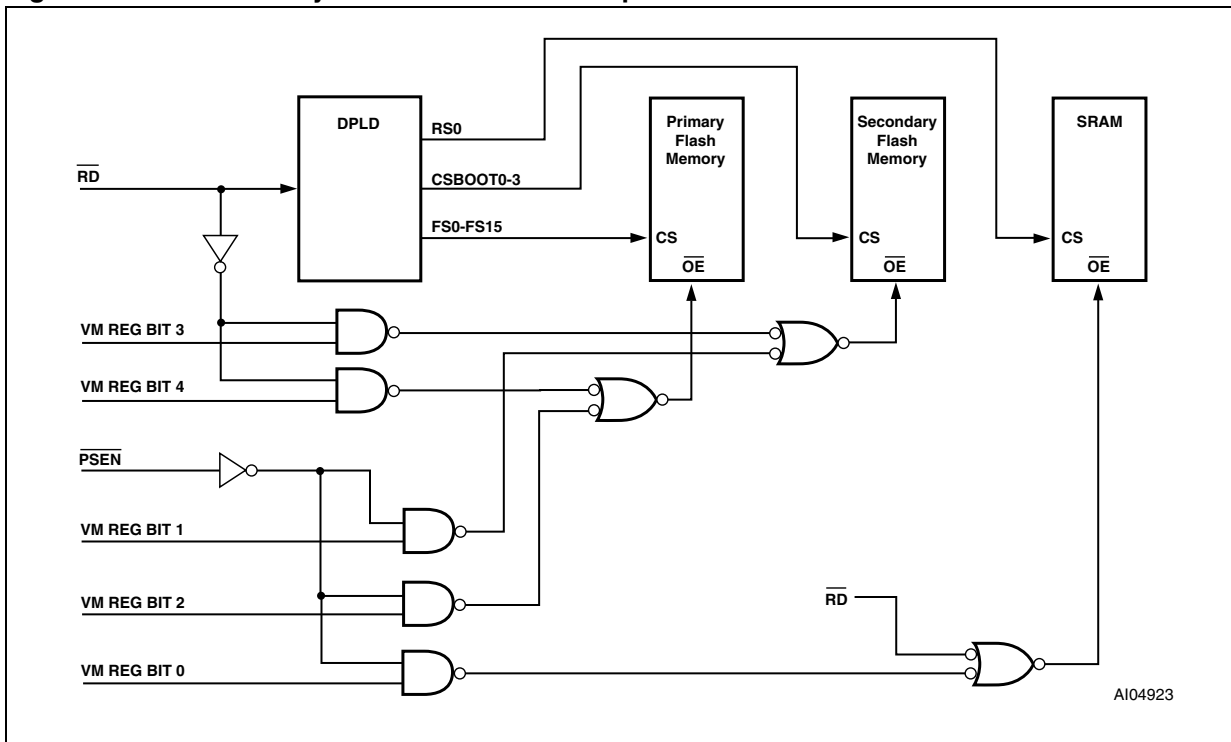 DPLD
RS0
CSBOOT0-3
FS0-FS15
Primary
Flash
Memory
CS
OE
Secondary
Flash
Memory
CS
OE
SRAM
CS
OE
RD
VM REG BIT 3
VM REG BIT 4
PSEN
VM REG BIT 1
VM REG BIT 2
VM REG BIT 0
RD
AI04923